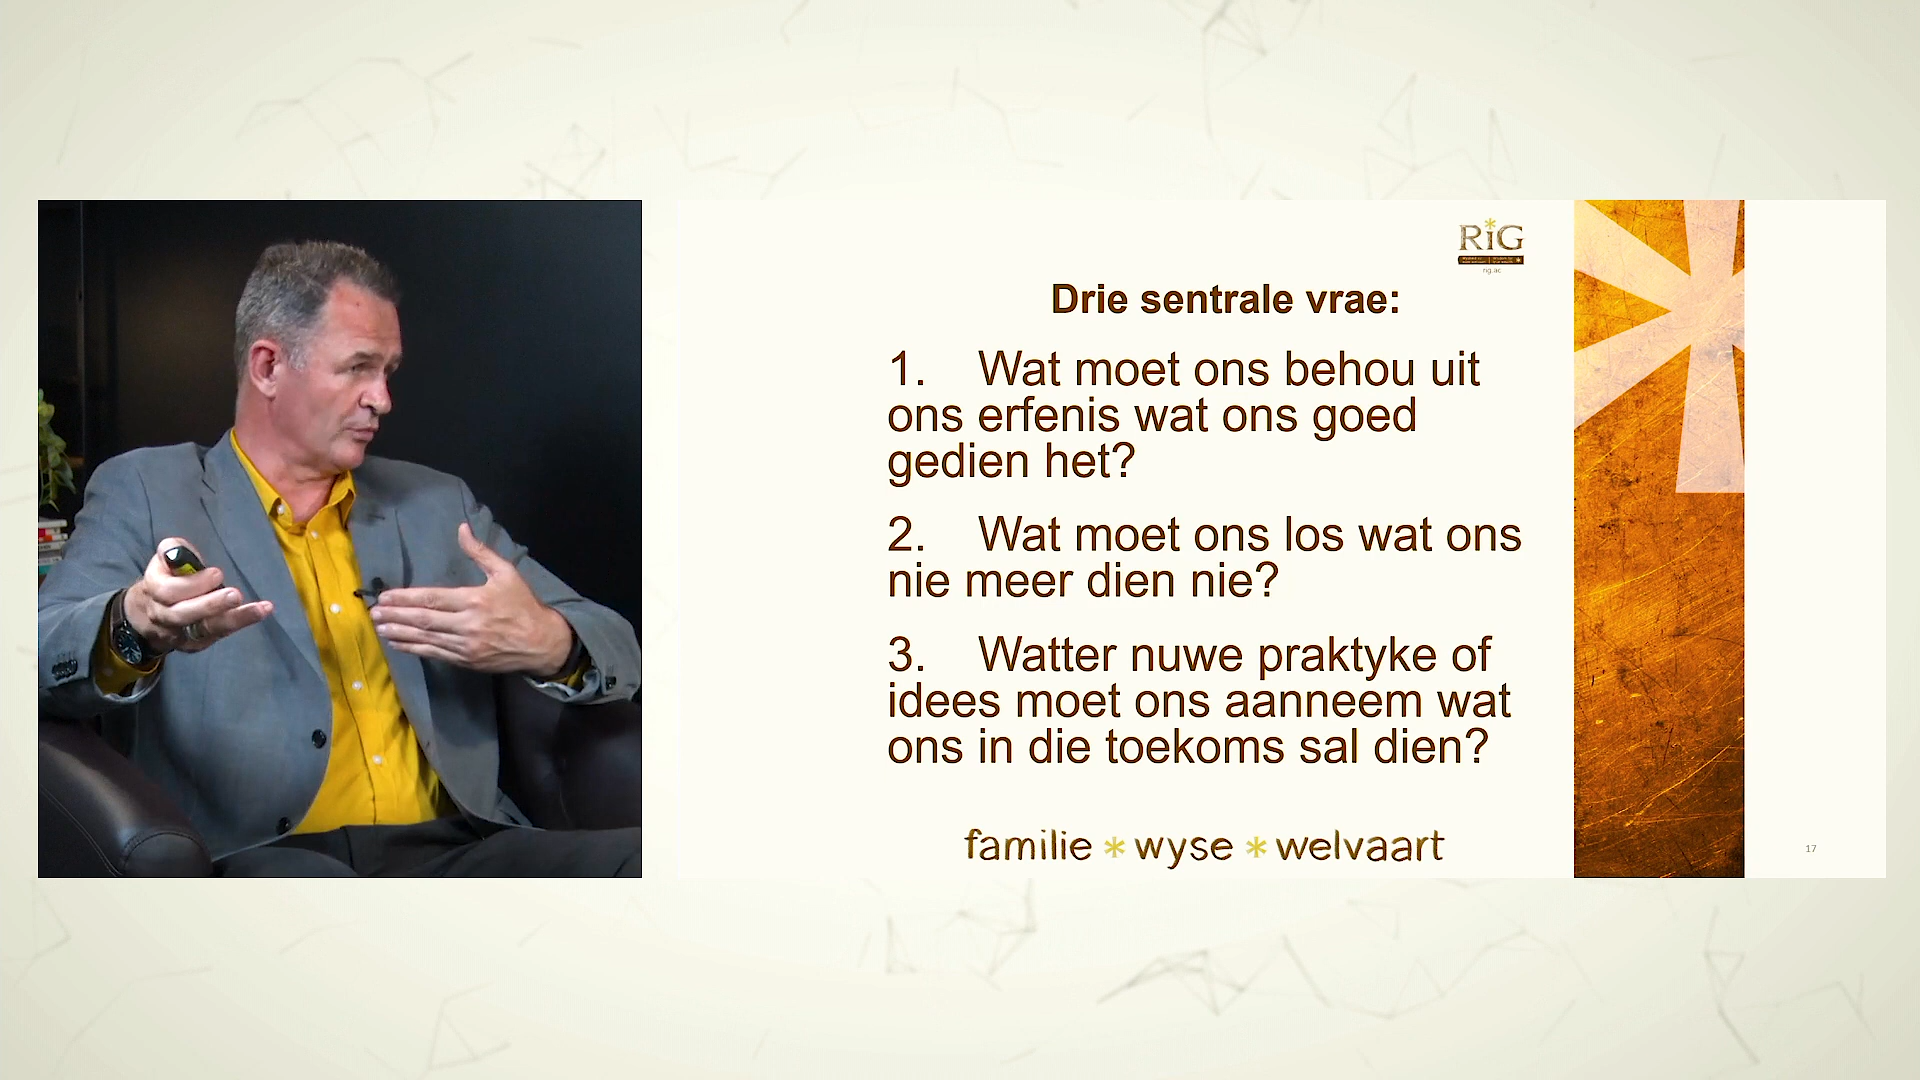 RiG
rig.ac
Drie sentrale vrae:
1. Wat moet ons behou uit
ons erfenis wat ons goed
gedien het?
2. Wat moet ons los wat ons
nie meer dien nie?
3. Watter nuwe praktyke of
idees moet ons aanneem wat
ons in die toekoms sal dien?
familie * wyse * welvaart
17